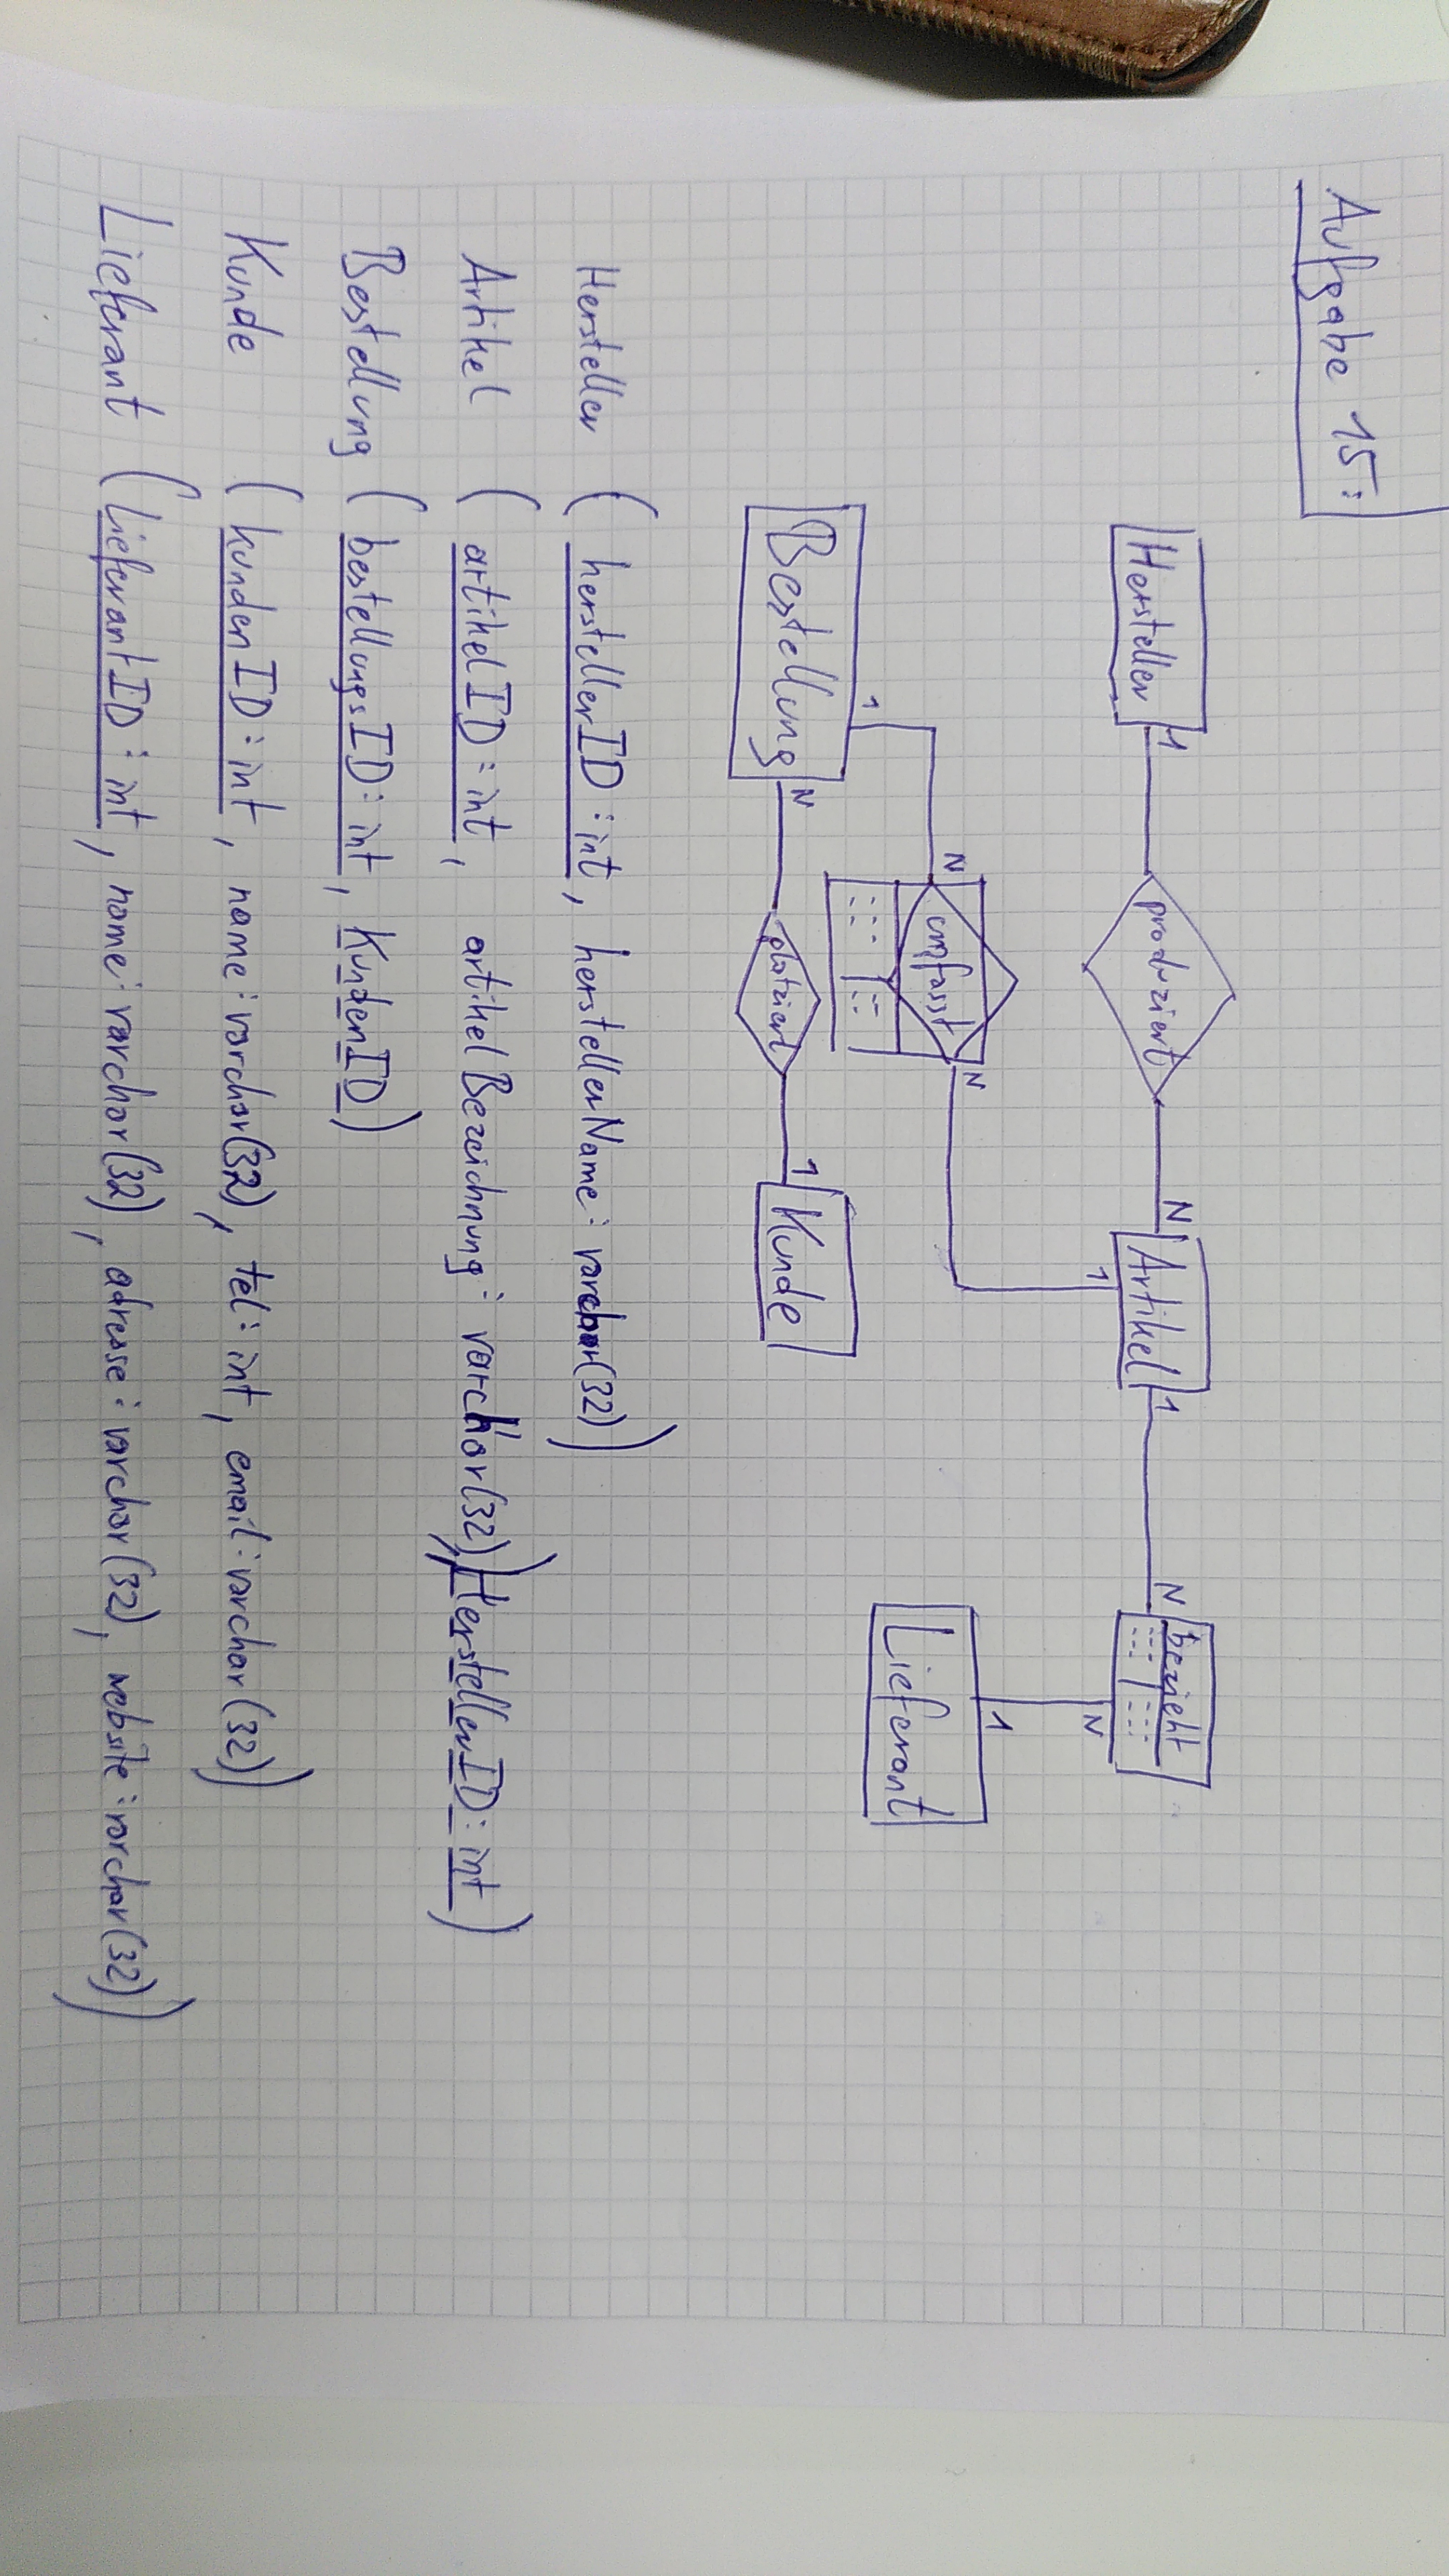 Aufgabe 15:
Hersteller 1 produziert N Artikel 1 N bezieht
1 N
N umfasst N 1 Lieferant
1
Bestellung N platziert 1 Kunde
Hersteller ( herstellerID : int, herstellerName : varchar(32))
Artikel ( artikelID : int, artikelBezeichnung : varchar(32),) HerstellerID : int)
Bestellung ( bestellungsID : int, KundenID)
Kunde ( kundenID : int, name : varchar(32), tel : int, email : varchar(32))
Lieferant ( LieferantID : int, name : varchar(32), adresse : varchar(32), website : varchar(32))